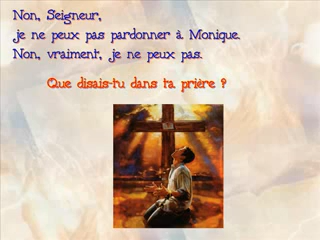 Non, Seigneur,
je ne peux pas pardonner à Monique.
Non, vraiment, je ne peux pas.
Que disais-tu dans ta prière ?